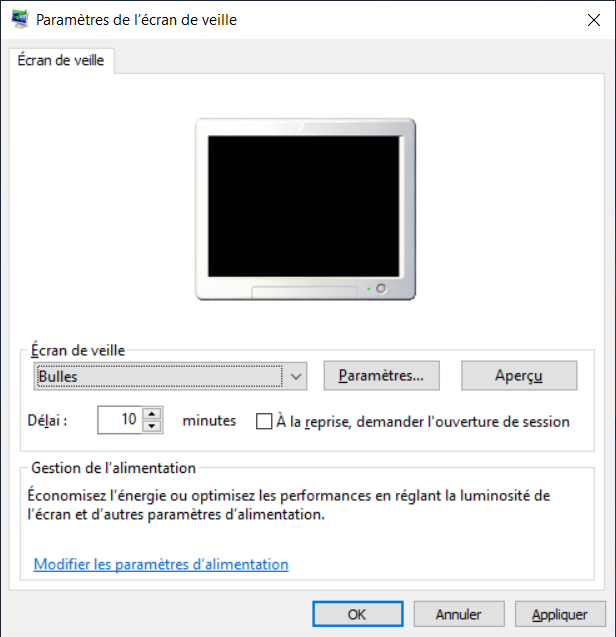 Paramètres de l’écran de veille
Écran de veille
Écran de veille
Bulles
Paramètres...
Aperçu
Délai :
10
minutes
À la reprise, demander l'ouverture de session
Gestion de l’alimentation
Économisez l’énergie ou optimisez les performances en réglant la luminosité de
l’écran et d’autres paramètres d’alimentation.
Modifier les paramètres d’alimentation
OK
Annuler
Appliquer